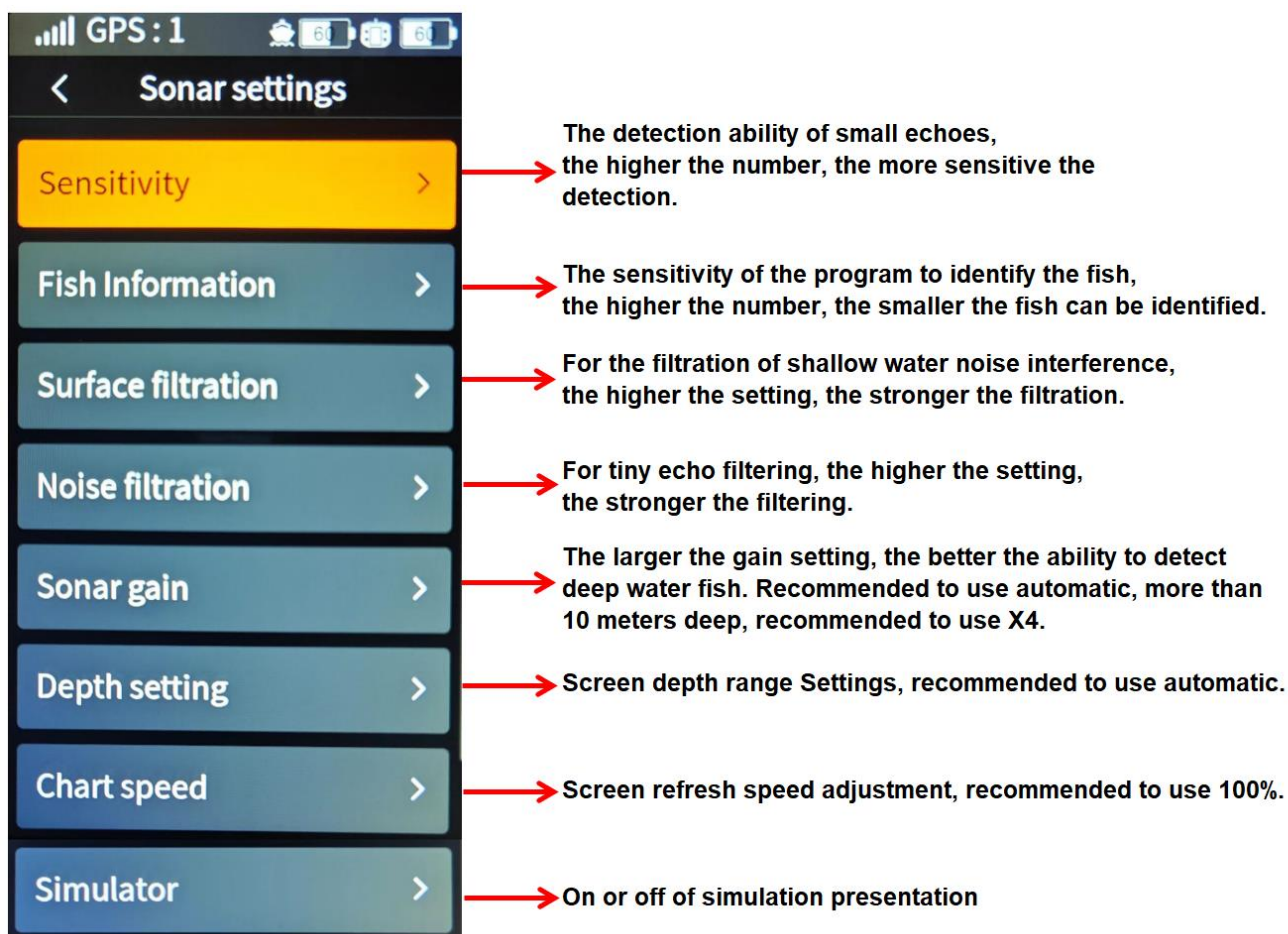 GPS : 1 60 60
Sonar settings
Sensitivity
The detection ability of small echoes,
the higher the number, the more sensitive the
detection.
Fish Information
The sensitivity of the program to identify the fish,
the higher the number, the smaller the fish can be identified.
Surface filtration
For the filtration of shallow water noise interference,
the higher the setting, the stronger the filtration.
Noise filtration
For tiny echo filtering, the higher the setting,
the stronger the filtering.
Sonar gain
The larger the gain setting, the better the ability to detect
deep water fish. Recommended to use automatic, more than
10 meters deep, recommended to use X4.
Depth setting
Screen depth range Settings, recommended to use automatic.
Chart speed
Screen refresh speed adjustment, recommended to use 100%.
Simulator
On or off of simulation presentation